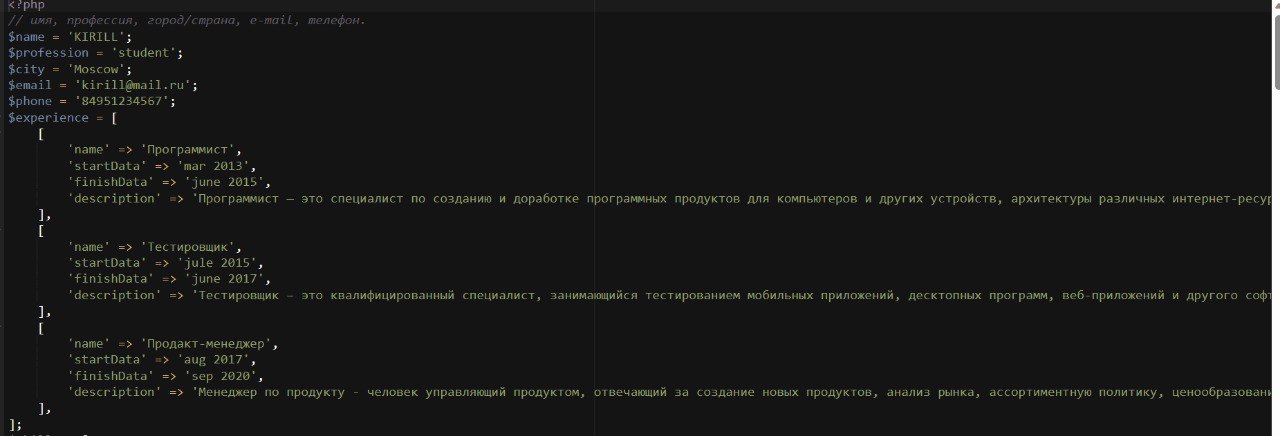 <?php
// имя, профессия, город/страна, e-mail, телефон.
$name = 'KIRILL';
$profession = 'student';
$city = 'Moscow';
$email = 'kirill@mail.ru';
$phone = '84951234567';
$experience = [
[
'name' => 'Программист',
'startData' => 'mar 2013',
'finishData' => 'june 2015',
'description' => 'Программист — это специалист по созданию и доработке программных продуктов для компьютеров и других устройств, архитектуры различных
],
[
'name' => 'Тестировщик',
'startData' => 'jule 2015',
'finishData' => 'june 2017',
'description' => 'Тестировщик — это квалифицированный специалист, занимающийся тестированием мобильных приложений, десктопных программ, веб-приложений и другого
],
[
'name' => 'Продакт-менеджер',
'startData' => 'aug 2017',
'finishData' => 'sep 2020',
'description' => 'Менеджер по продукту - человек управляющий продуктом, отвечающий за создание новых продуктов, анализ рынка, ассортиментную политику,
],
];